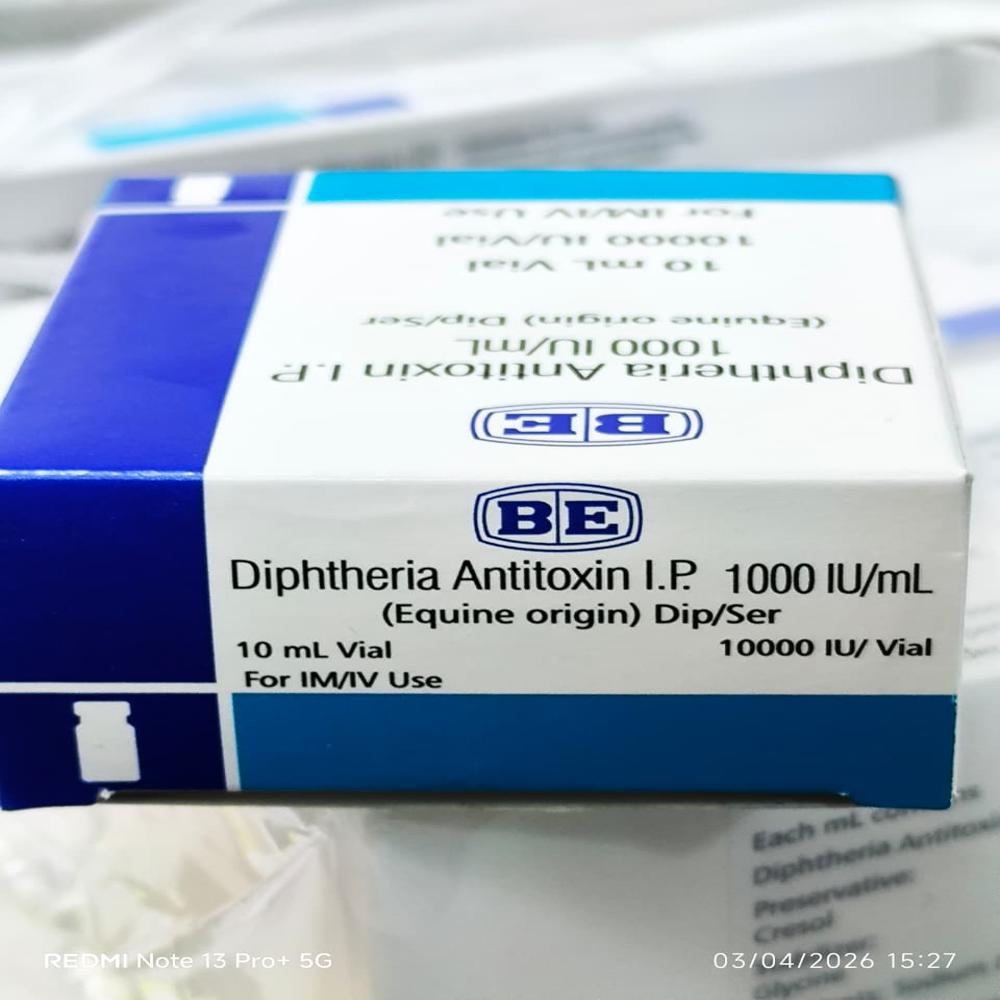 For IM/IV Use
10000 IU/Vial
10 mL Vial
(Equine origin) Dip/Ser
1000 IU/mL
Diphtheria Antitoxin I.P.
BE
BE
Diphtheria Antitoxin I.P. 1000 IU/mL
(Equine origin) Dip/Ser
10 mL Vial 10000 IU/ Vial
For IM/IV Use
Each mL
Diphtheria
Preservative:
Cresol
REDMI Note 13 Pro+ 5G 03/04/2026 15:27